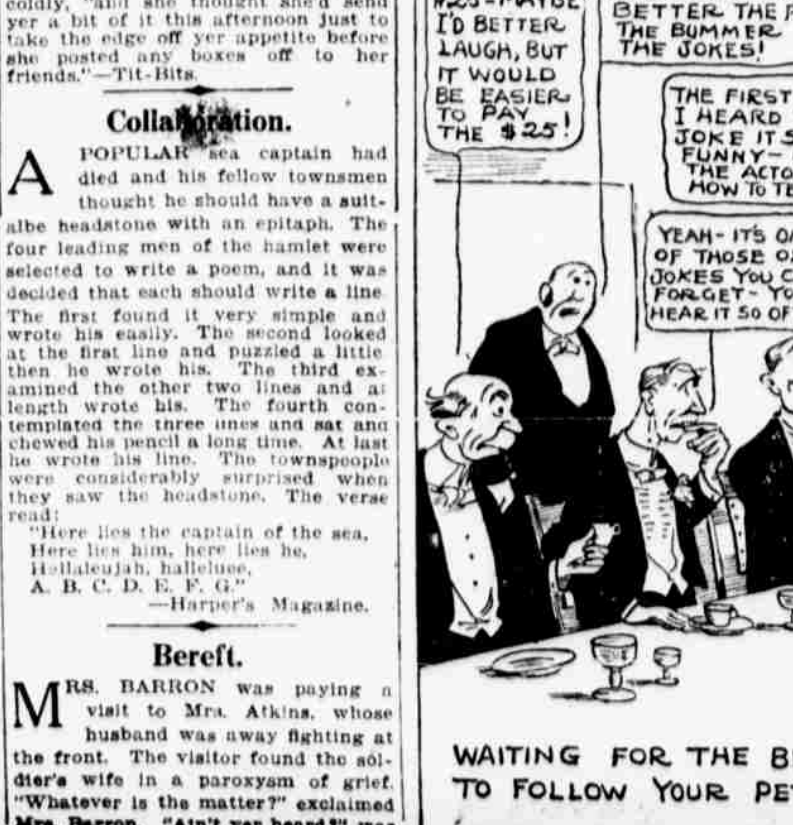 coldly, "and she thought she'd send
yer a bit of it this afternoon just to
take the edge off yer appetite before
she posted any boxes off to her
friends."—Tit-Bits.
Collaboration.
A POPULAR sea captain had
died and his fellow townsmen
thought he should have a suit-
albe headstone with an epitaph. The
four leading men of the hamlet were
selected to write a poem, and it was
decided that each should write a line
The first found it very simple and
wrote his easily. The second looked
at the first line and puzzled a little
then he wrote his. The third ex-
amined the other two lines and at
length wrote his. The fourth con-
templated the three lines and sat and
chewed his pencil a long time. At last
he wrote his line. The townspeople
were considerably surprised when
they saw the headstone. The verse
read:
"Here lies the captain of the sea,
Here lies him, here lies he,
Hallaleujah, halleluee,
A. B. C. D. E. F. G."
—Harper's Magazine.
Bereft.
MRS. BARRON was paying a
visit to Mrs. Atkins, whose
husband was away fighting at
the front. The visitor found the sol-
dier's wife in a paroxysm of grief.
"Whatever is the matter?" exclaimed
Mrs. Barron. "Ain't yer heard?" was
$25-MAYBE
I'D BETTER
LAUGH, BUT
IT WOULD
BE EASIER
TO PAY
THE $25!
BETTER THE
THE BUMMER
THE JOKES!
THE FIRST
I HEARD
JOKE IT
FUNNY-
THE ACTO
HOW TO TE
YEAH- IT'S
OF THOSE
JOKES YOU C
FORGET- YO
HEAR IT SO OF
WAITING FOR THE B
TO FOLLOW YOUR PE